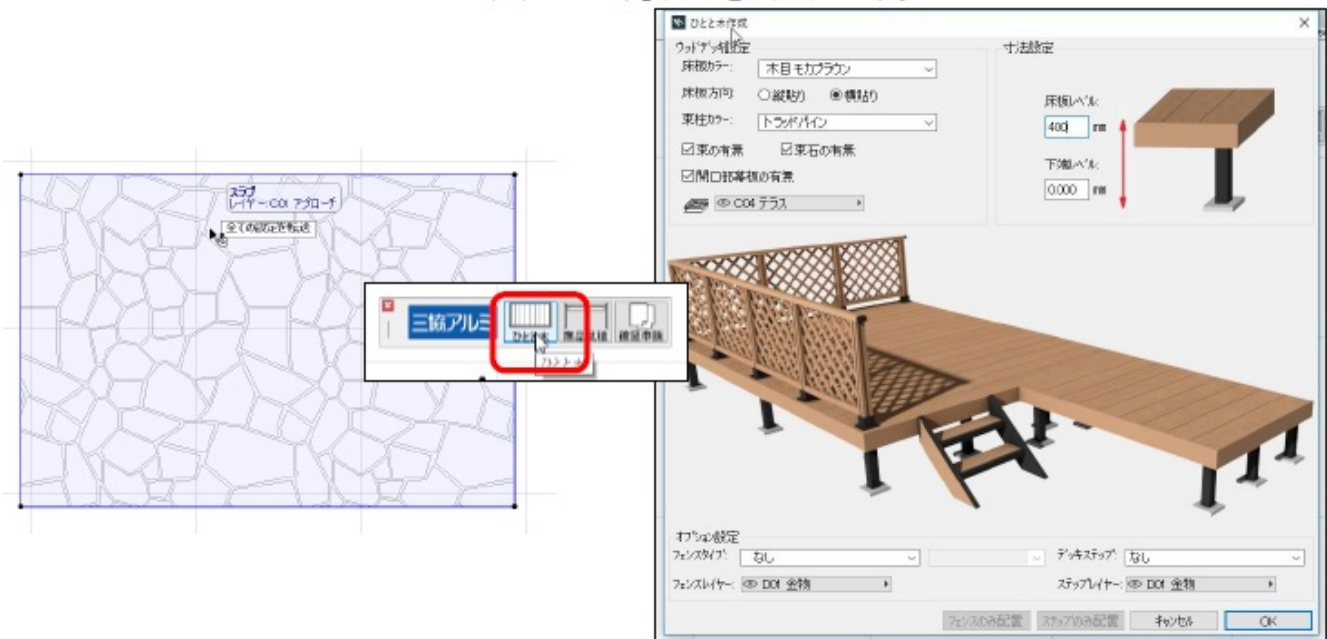 スラブ
レイヤー:C01 アプローチ
全ての設定を転送
三協アルミ
ひとと木
ひとと木
ひとと木作成
ウッドデッキ設定
床板カラー:
木目 モカブラウン
床板方向:
縦貼り
横貼り
束柱カラー:
トラッドパイン
束の有無
束石の有無
開口部幕板の有無
C04 テラス
寸法設定
床板レベル:
400 mm
下端レベル:
0.000 mm
オプション設定
フェンスタイプ:
なし
デッキステップ:
なし
フェンスレイヤー:
D01 金物
ステップレイヤー:
D01 金物
フェンスのみ配置
ステップのみ配置
キャンセル
OK